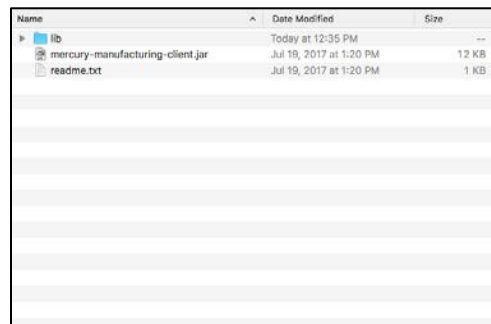 Name Date Modified Size
lib Today at 12:35 PM --
mercury-manufacturing-client.jar Jul 19, 2017 at 1:20 PM 12 KB
readme.txt Jul 19, 2017 at 1:20 PM 1 KB